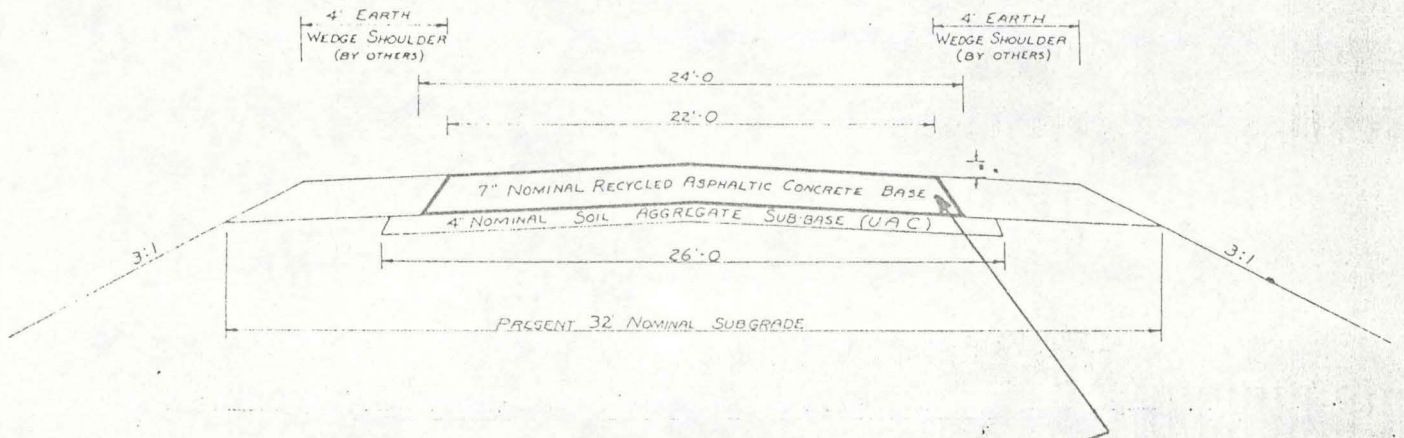 4' EARTH
WEDGE SHOULDER
(BY OTHERS)
4' EARTH
WEDGE SHOULDER
(BY OTHERS)
24'-0
22'-0
7" NOMINAL RECYCLED ASPHALTIC CONCRETE BASE
4" NOMINAL SOIL AGGREGATE SUB-BASE (UAC)
3:1
3:1
26'-0
PRESENT 32' NOMINAL SUBGRADE